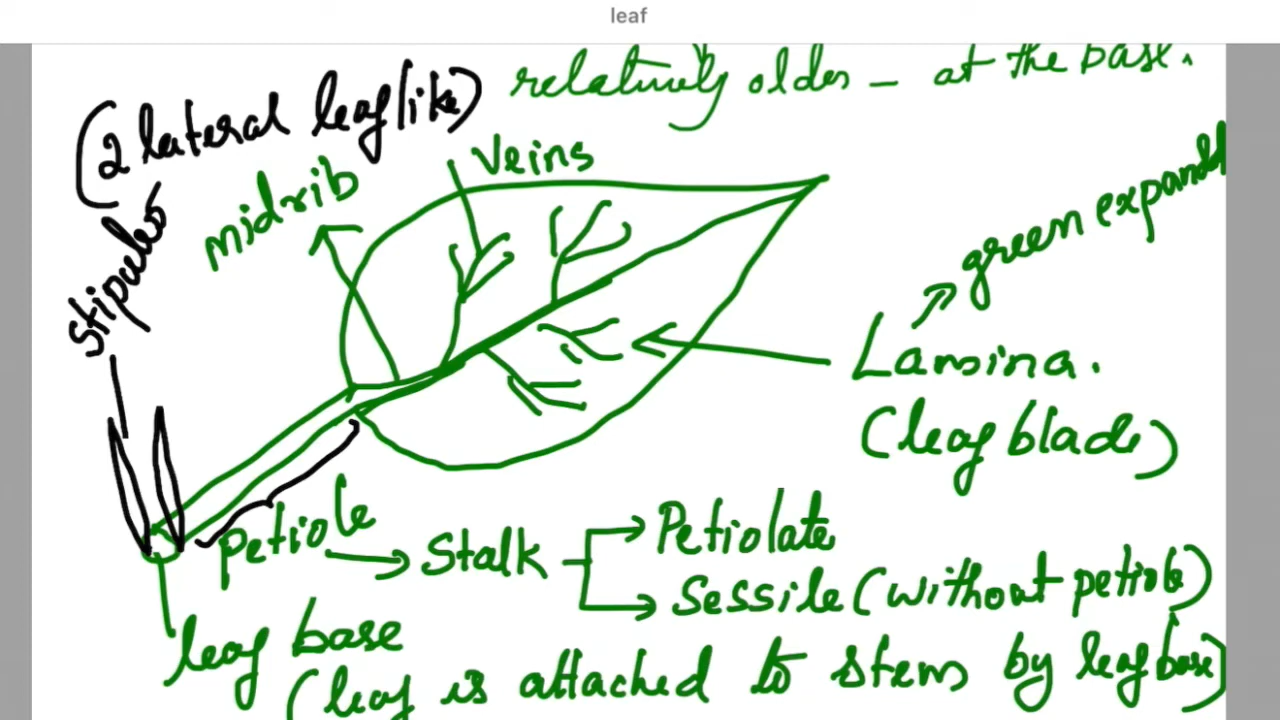 leaf
relatively older - at the base.
(2 lateral leaf like)
Stipules
midrib
Veins
green expanded
Lamina.
(leaf blade)
Petiole → Stalk → Petiolate
→ Sessile (without petiole)
leaf base
(leaf is attached to stem by leaf base)